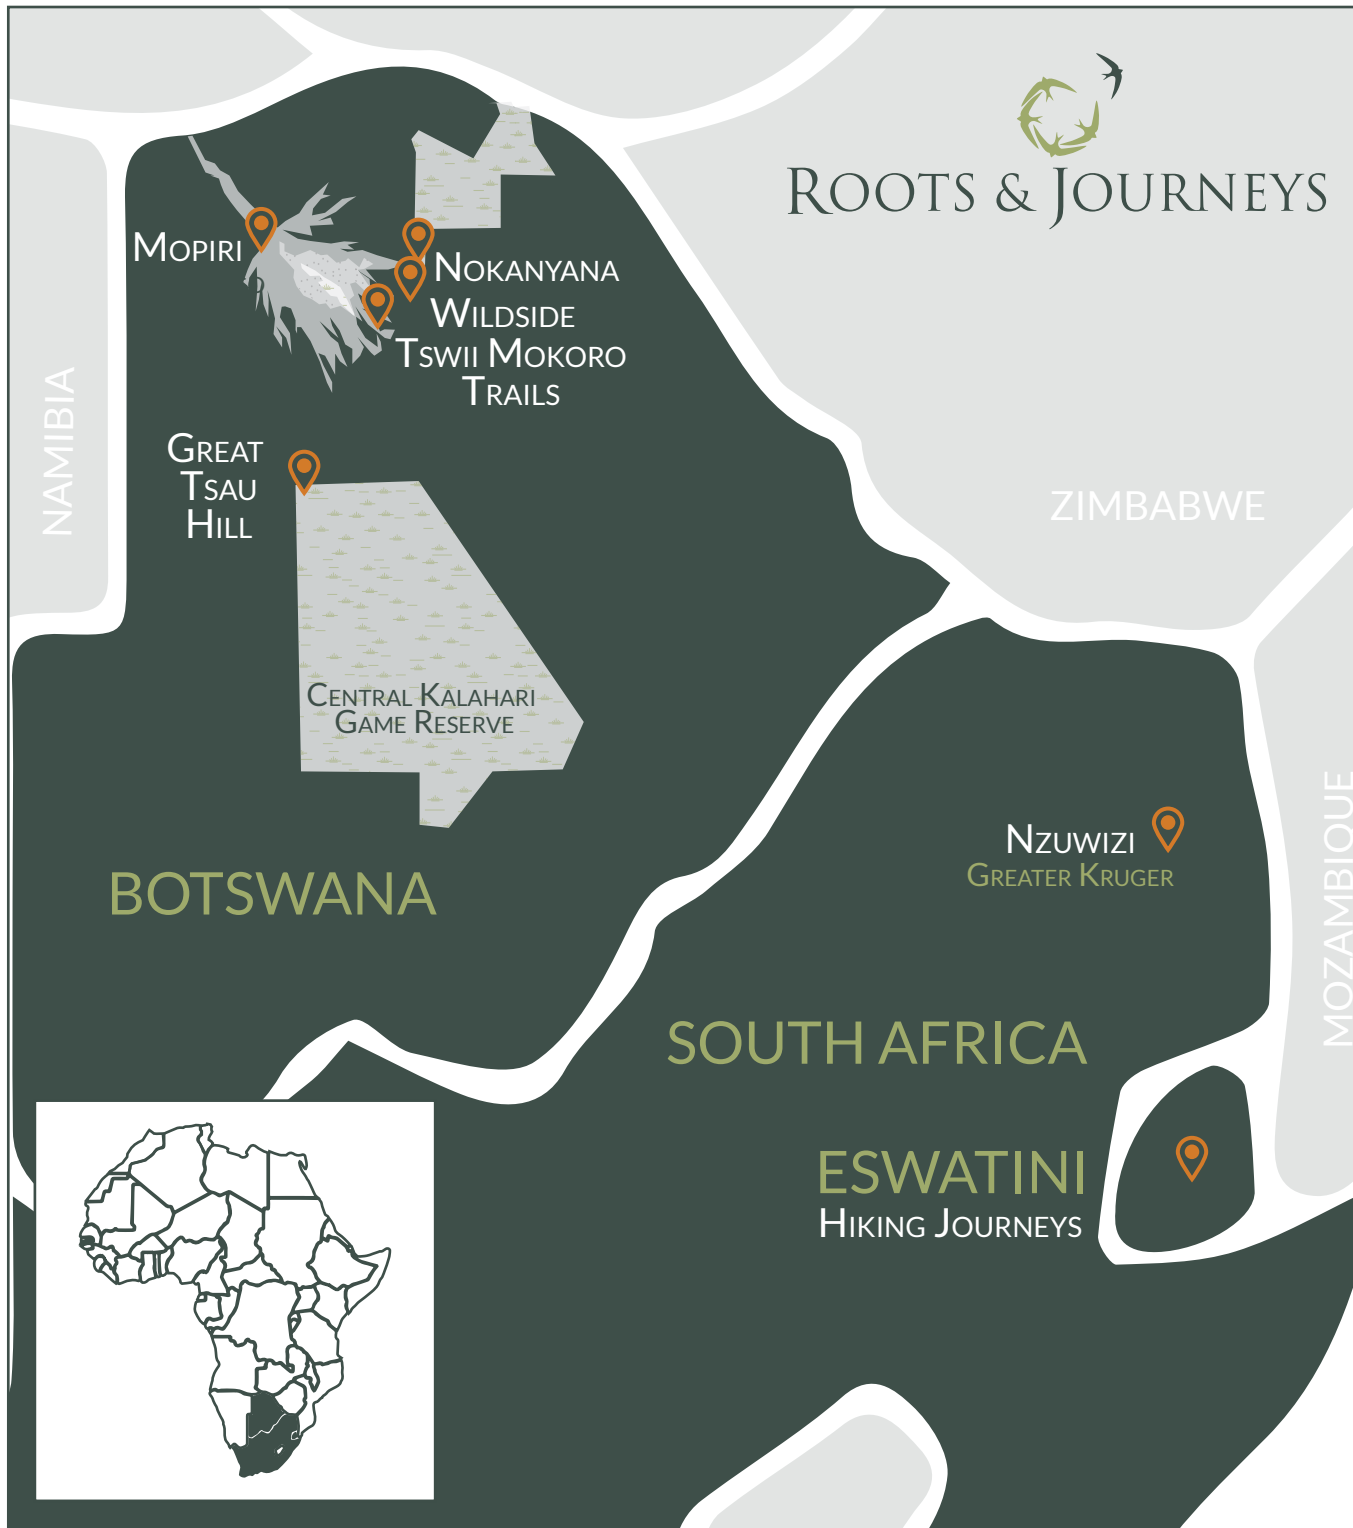 ROOTS & JOURNEYS
MOPIRI
NOKANYANA
WILDSIDE
TSWII MOKORO
TRAILS
NAMIBIA
GREAT
TSAU
HILL
ZIMBABWE
CENTRAL KALAHARI
GAME RESERVE
MOZAMBIQUE
NZUWIZI
GREATER KRUGER
BOTSWANA
SOUTH AFRICA
ESWATINI
HIKING JOURNEYS